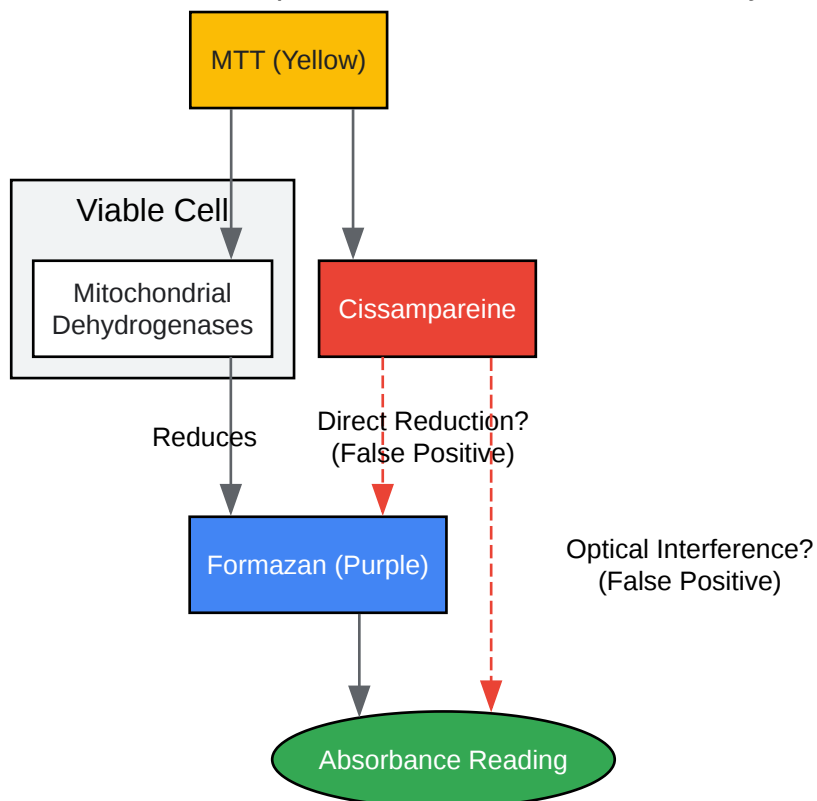 MTT (Yellow)
Viable Cell
Mitochondrial
Dehydrogenases
Cissampareine
Reduces
Direct Reduction?
(False Positive)
Formazan (Purple)
Optical Interference?
(False Positive)
Absorbance Reading